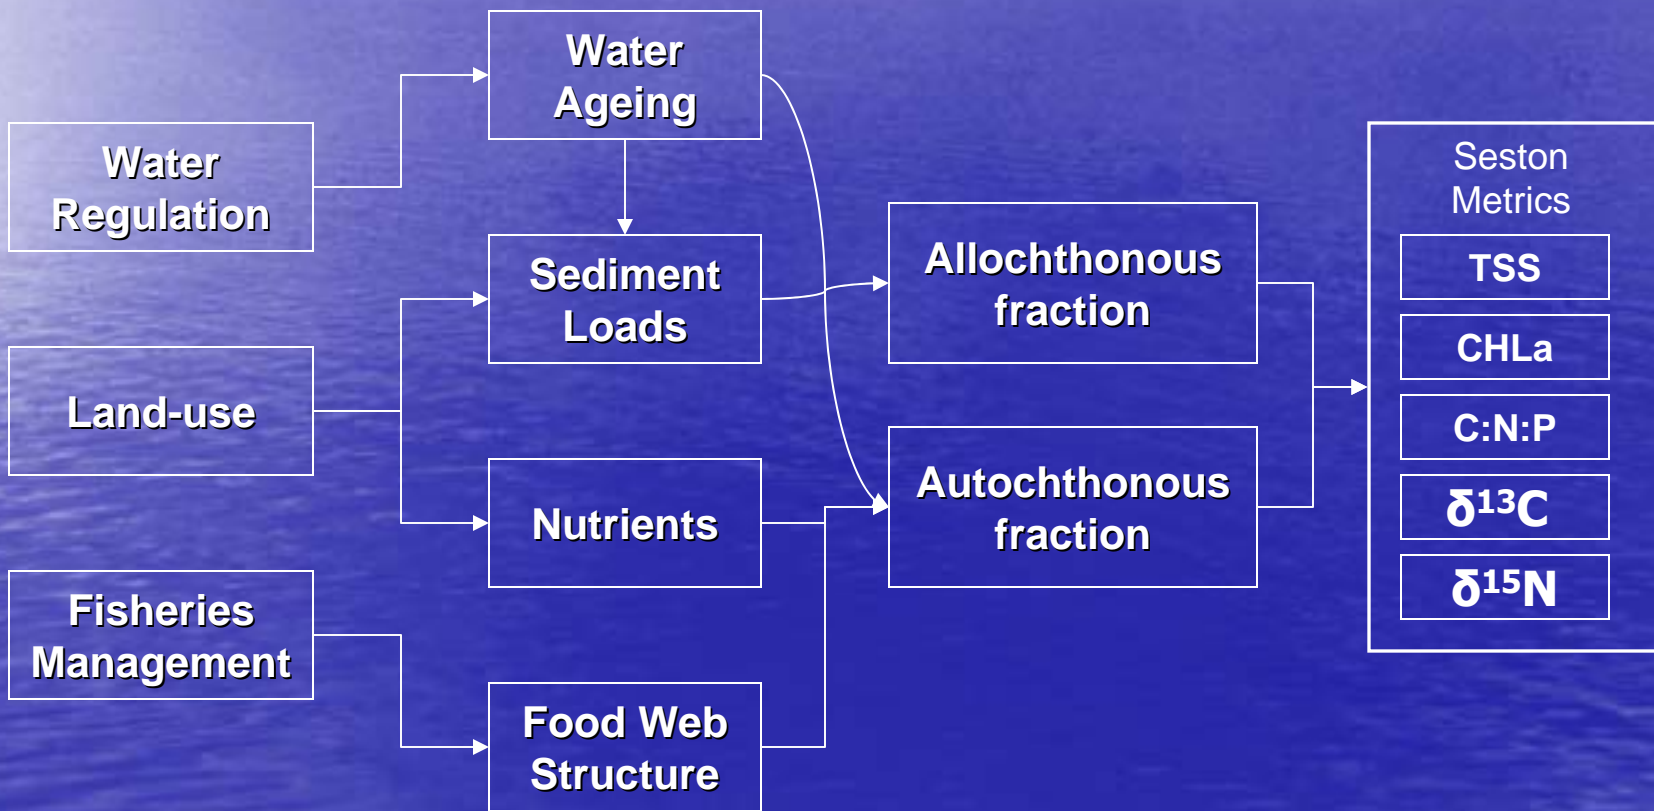 Water
Regulation
Land-use
Fisheries
Management
Water
Ageing
Sediment
Loads
Nutrients
Food Web
Structure
Allochthonous
fraction
Autochthonous
fraction
Seston
Metrics
TSS
CHLa
C:N:P
δ¹³C
δ¹⁵N